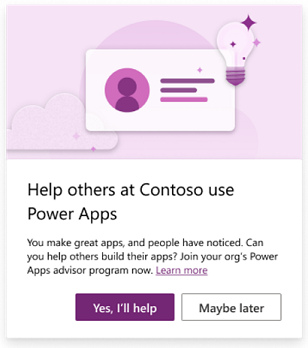 Help others at Contoso use
Power Apps
You make great apps, and people have noticed. Can
you help others build their apps? Join your org's Power
Apps advisor program now. Learn more
Yes, I'll help
Maybe later